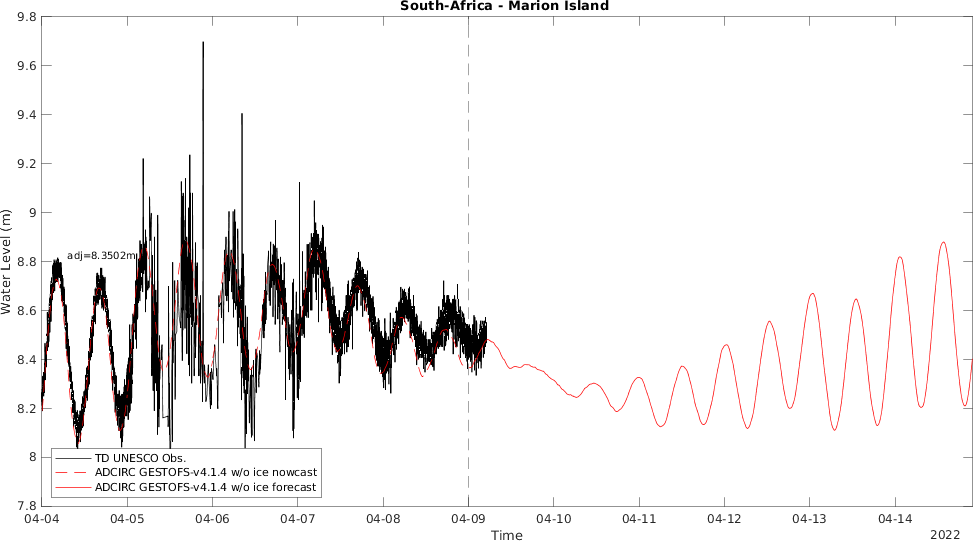 South-Africa - Marion Island
9.8
9.6
9.4
9.2
9
8.8
8.6
8.4
8.2
8
7.8
Water Level (m)
adj=8.3502m
TD UNESCO Obs.
ADCIRC GESTOFS-v4.1.4 w/o ice nowcast
ADCIRC GESTOFS-v4.1.4 w/o ice forecast
04-04 04-05 04-06 04-07 04-08 04-09 04-10 04-11 04-12 04-13 04-14
Time
2022